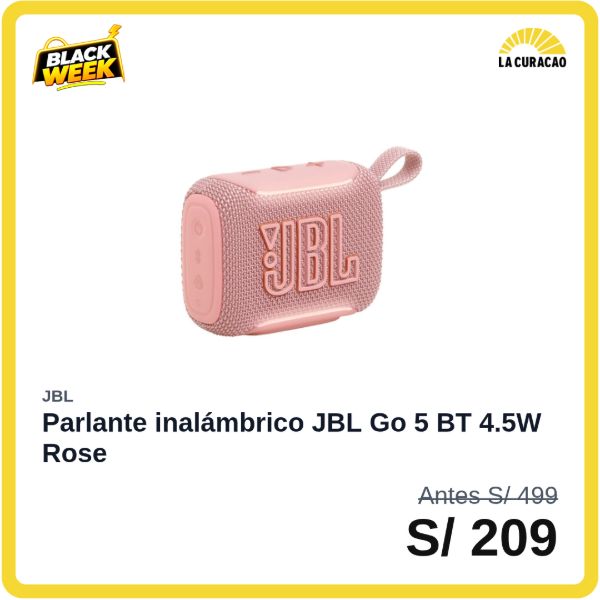 BLACK
WEEK
LA CURACAO
JBL
JBL
Parlante inalámbrico JBL Go 5 BT 4.5W
Rose
Antes S/ 499
S/ 209